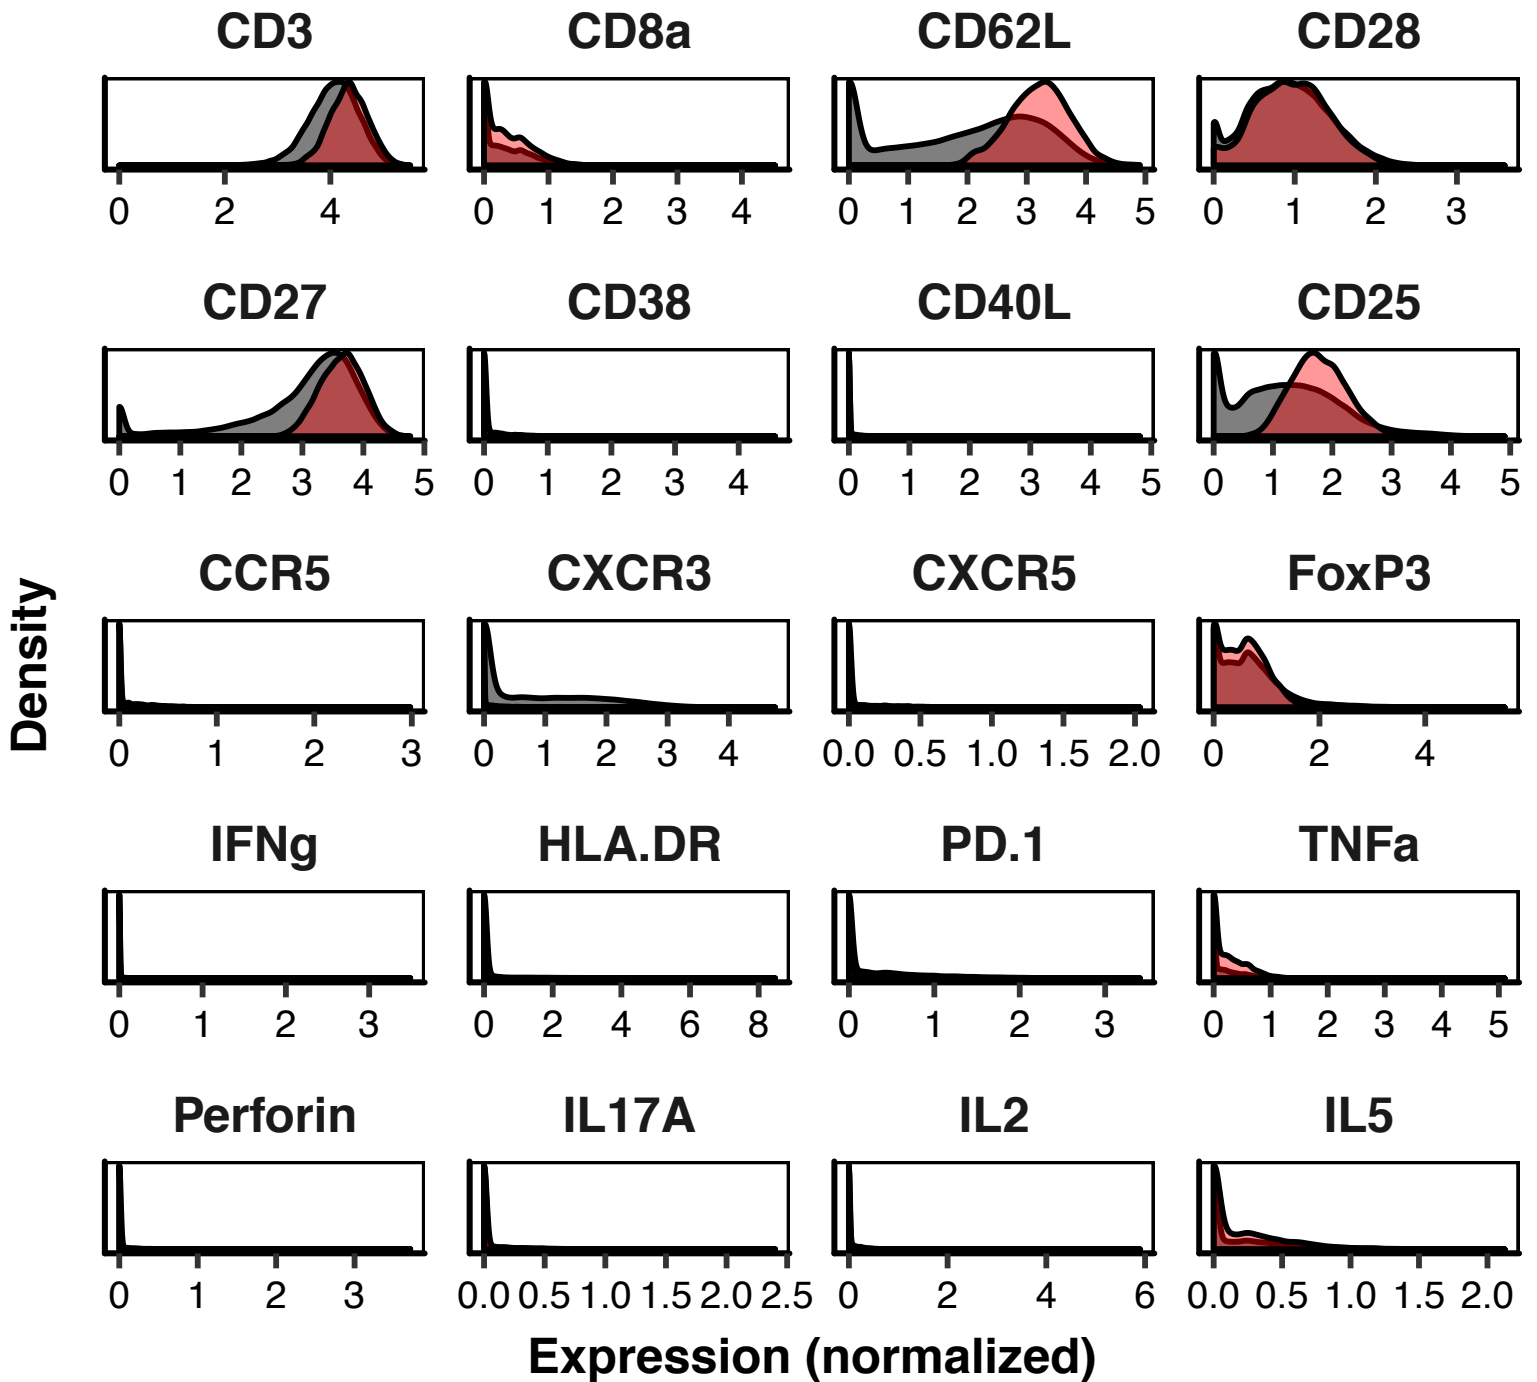 CD3 CD8a CD62L CD28
0 2 4 0 1 2 3 4 0 1 2 3 4 5 0 1 2 3
CD27 CD38 CD40L CD25
0 1 2 3 4 5 0 1 2 3 4 0 1 2 3 4 5 0 1 2 3 4 5
CCR5 CXCR3 CXCR5 FoxP3
0 1 2 3 0 1 2 3 4 0.0 0.5 1.0 1.5 2.0 0 2 4
Density
IFNg HLA.DR PD.1 TNFa
0 1 2 3 0 2 4 6 8 0 1 2 3 0 1 2 3 4 5
Perforin IL17A IL2 IL5
0 1 2 3 0.0 0.5 1.0 1.5 2.0 2.5 0 2 4 6 0.0 0.5 1.0 1.5 2.0
Expression (normalized)